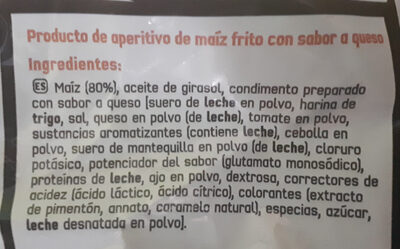 Producto de aperitivo de maíz frito con sabor a queso
Ingredientes:
ES Maíz (80%), aceite de girasol, condimento preparado
con sabor a queso [suero de leche en polvo, harina de
trigo, sal, queso en polvo (de leche), tomate en polvo,
sustancias aromatizantes (contiene leche), cebolla en
polvo, suero de mantequilla en polvo (de leche), cloruro
potásico, potenciador del sabor (glutamato monosódico),
proteínas de leche, ajo en polvo, dextrosa, correctores de
acidez (ácido láctico, ácido cítrico), colorantes (extracto
de pimentón, annato, caramelo natural), especias, azúcar,
leche desnatada en polvo].